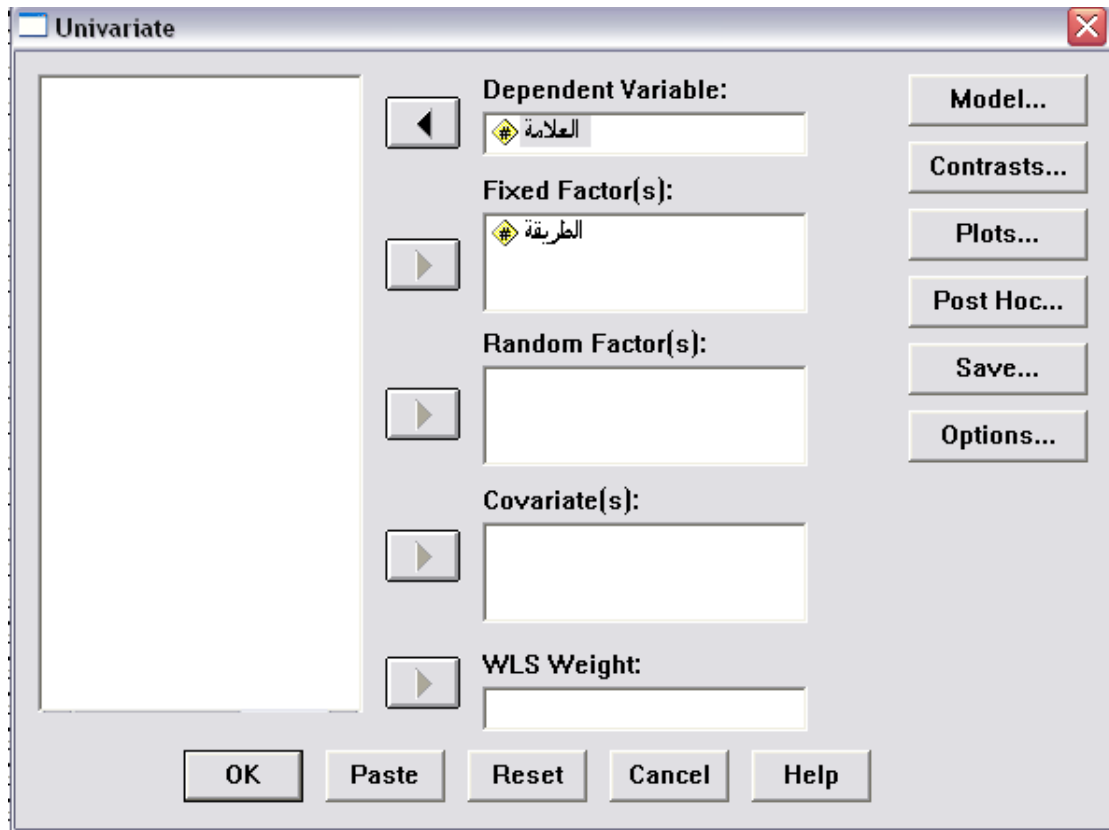 Univariate
Dependent Variable:
# العلامة
Fixed Factor(s):
# الطريقة
Random Factor(s):
Covariate(s):
WLS Weight:
Model...
Contrasts...
Plots...
Post Hoc...
Save...
Options...
OK Paste Reset Cancel Help